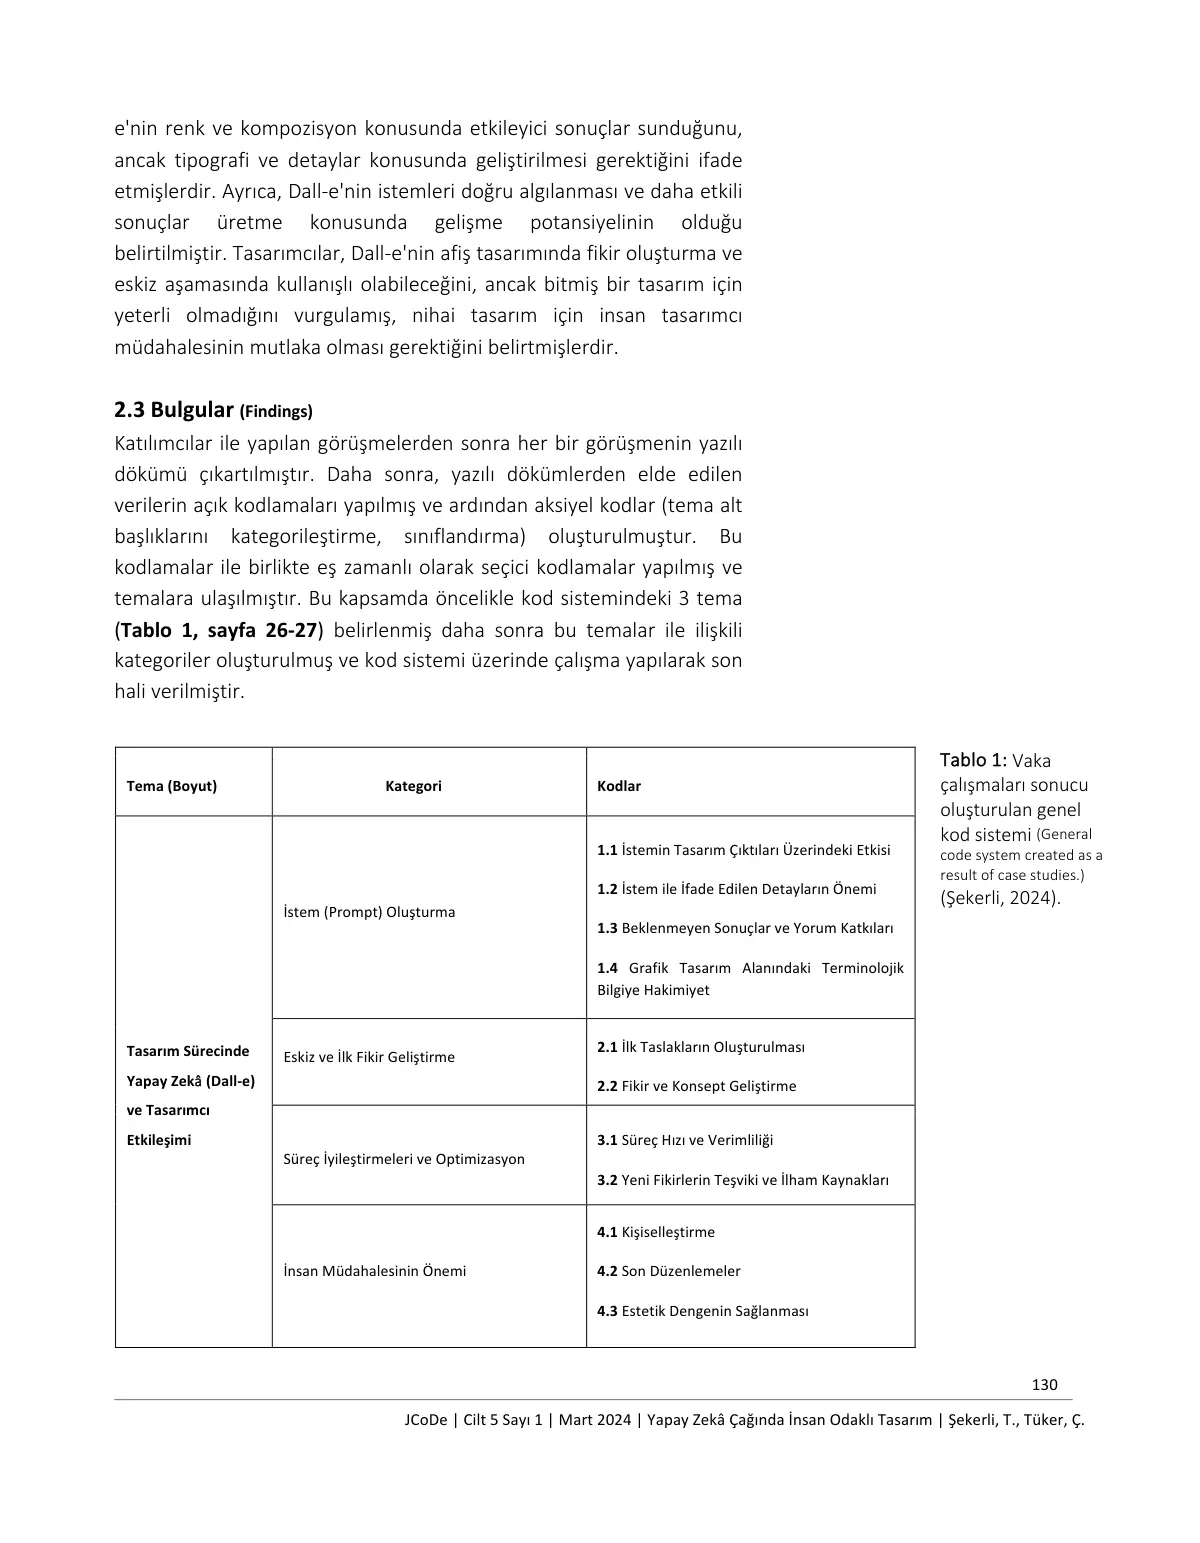 e'nin renk ve kompozisyon konusunda etkileyici sonuçlar sunduğunu,
ancak tipografi ve detaylar konusunda geliştirilmesi gerektiğini ifade
etmişlerdir. Ayrıca, Dall-e'nin istemleri doğru algılanması ve daha etkili
sonuçlar üretme konusunda gelişme potansiyelinin olduğu
belirtilmiştir. Tasarımcılar, Dall-e'nin afiş tasarımında fikir oluşturma ve
eskiz aşamasında kullanışlı olabileceğini, ancak bitmiş bir tasarım için
yeterli olmadığını vurgulamış, nihai tasarım için insan tasarımcı
müdahalesinin mutlaka olması gerektiğini belirtmişlerdir.
2.3 Bulgular (Findings)
Katılımcılar ile yapılan görüşmelerden sonra her bir görüşmenin yazılı
dökümü çıkartılmıştır. Daha sonra, yazılı dökümlerden elde edilen
verilerin açık kodlamaları yapılmış ve ardından aksiyel kodlar (tema alt
başlıklarını kategorileştirme, sınıflandırma) oluşturulmuştur. Bu
kodlamalar ile birlikte eş zamanlı olarak seçici kodlamalar yapılmış ve
temalara ulaşılmıştır. Bu kapsamda öncelikle kod sistemindeki 3 tema
(Tablo 1, sayfa 26-27) belirlenmiş daha sonra bu temalar ile ilişkili
kategoriler oluşturulmuş ve kod sistemi üzerinde çalışma yapılarak son
hali verilmiştir.
Tablo 1: Vaka
çalışmaları sonucu
oluşturulan genel
kod sistemi (General
code system created as a
result of case studies.)
(Şekerli, 2024).
Tema (Boyut)
Kategori
Kodlar
Tasarım Sürecinde
Yapay Zekâ (Dall-e)
ve Tasarımcı
Etkileşimi
İstem (Prompt) Oluşturma
1.1 İstemin Tasarım Çıktıları Üzerindeki Etkisi
1.2 İstem ile İfade Edilen Detayların Önemi
1.3 Beklenmeyen Sonuçlar ve Yorum Katkıları
1.4 Grafik Tasarım Alanındaki Terminolojik
Bilgiye Hakimiyet
Eskiz ve İlk Fikir Geliştirme
2.1 İlk Taslakların Oluşturulması
2.2 Fikir ve Konsept Geliştirme
Süreç İyileştirmeleri ve Optimizasyon
3.1 Süreç Hızı ve Verimliliği
3.2 Yeni Fikirlerin Teşviki ve İlham Kaynakları
İnsan Müdahalesinin Önemi
4.1 Kişiselleştirme
4.2 Son Düzenlemeler
4.3 Estetik Dengenin Sağlanması
130
JCoDe | Cilt 5 Sayı 1 | Mart 2024 | Yapay Zekâ Çağında İnsan Odaklı Tasarım | Şekerli, T., Tüker, Ç.